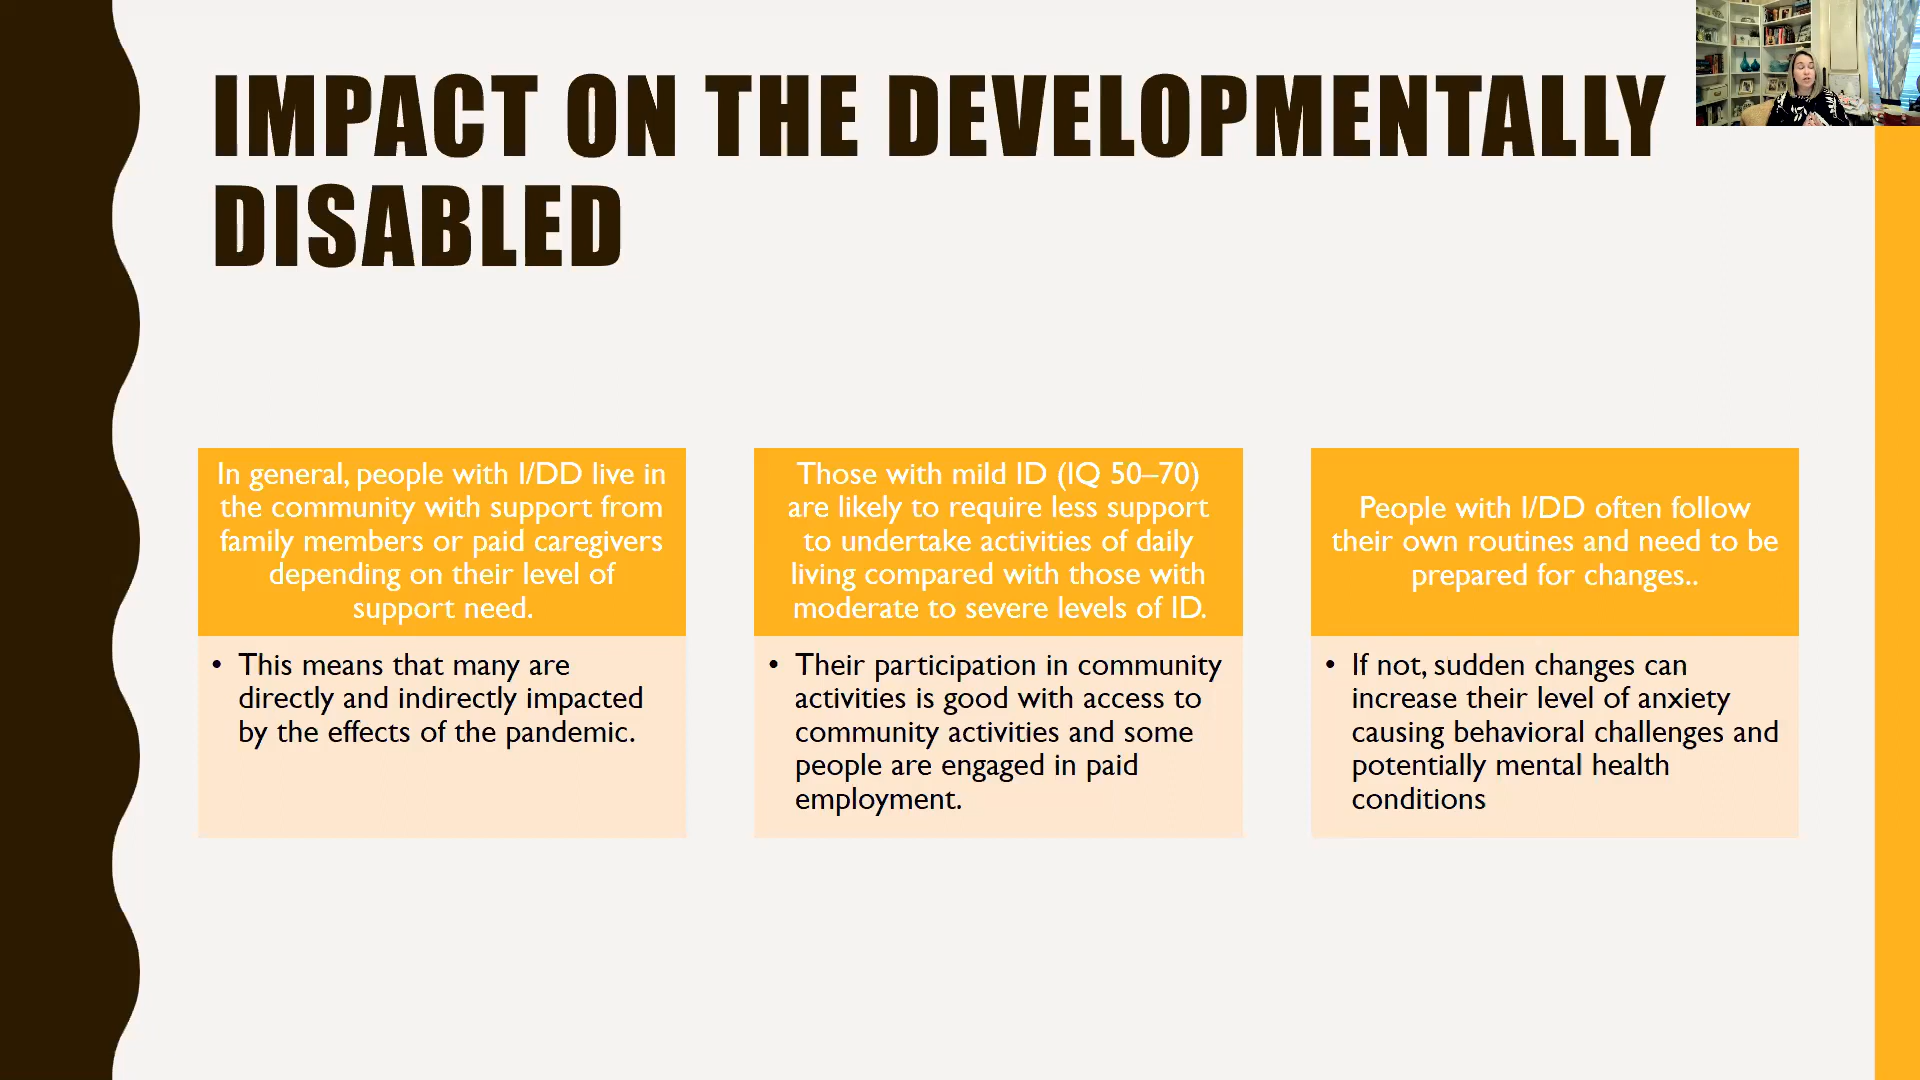 IMPACT ON THE DEVELOPMENTALLY
DISABLED
In general, people with I/DD live in
the community with support from
family members or paid caregivers
depending on their level of
support need.
• This means that many are
directly and indirectly impacted
by the effects of the pandemic.
Those with mild ID (IQ 50–70)
are likely to require less support
to undertake activities of daily
living compared with those with
moderate to severe levels of ID.
• Their participation in community
activities is good with access to
community activities and some
people are engaged in paid
employment.
People with I/DD often follow
their own routines and need to be
prepared for changes..
• If not, sudden changes can
increase their level of anxiety
causing behavioral challenges and
potentially mental health
conditions